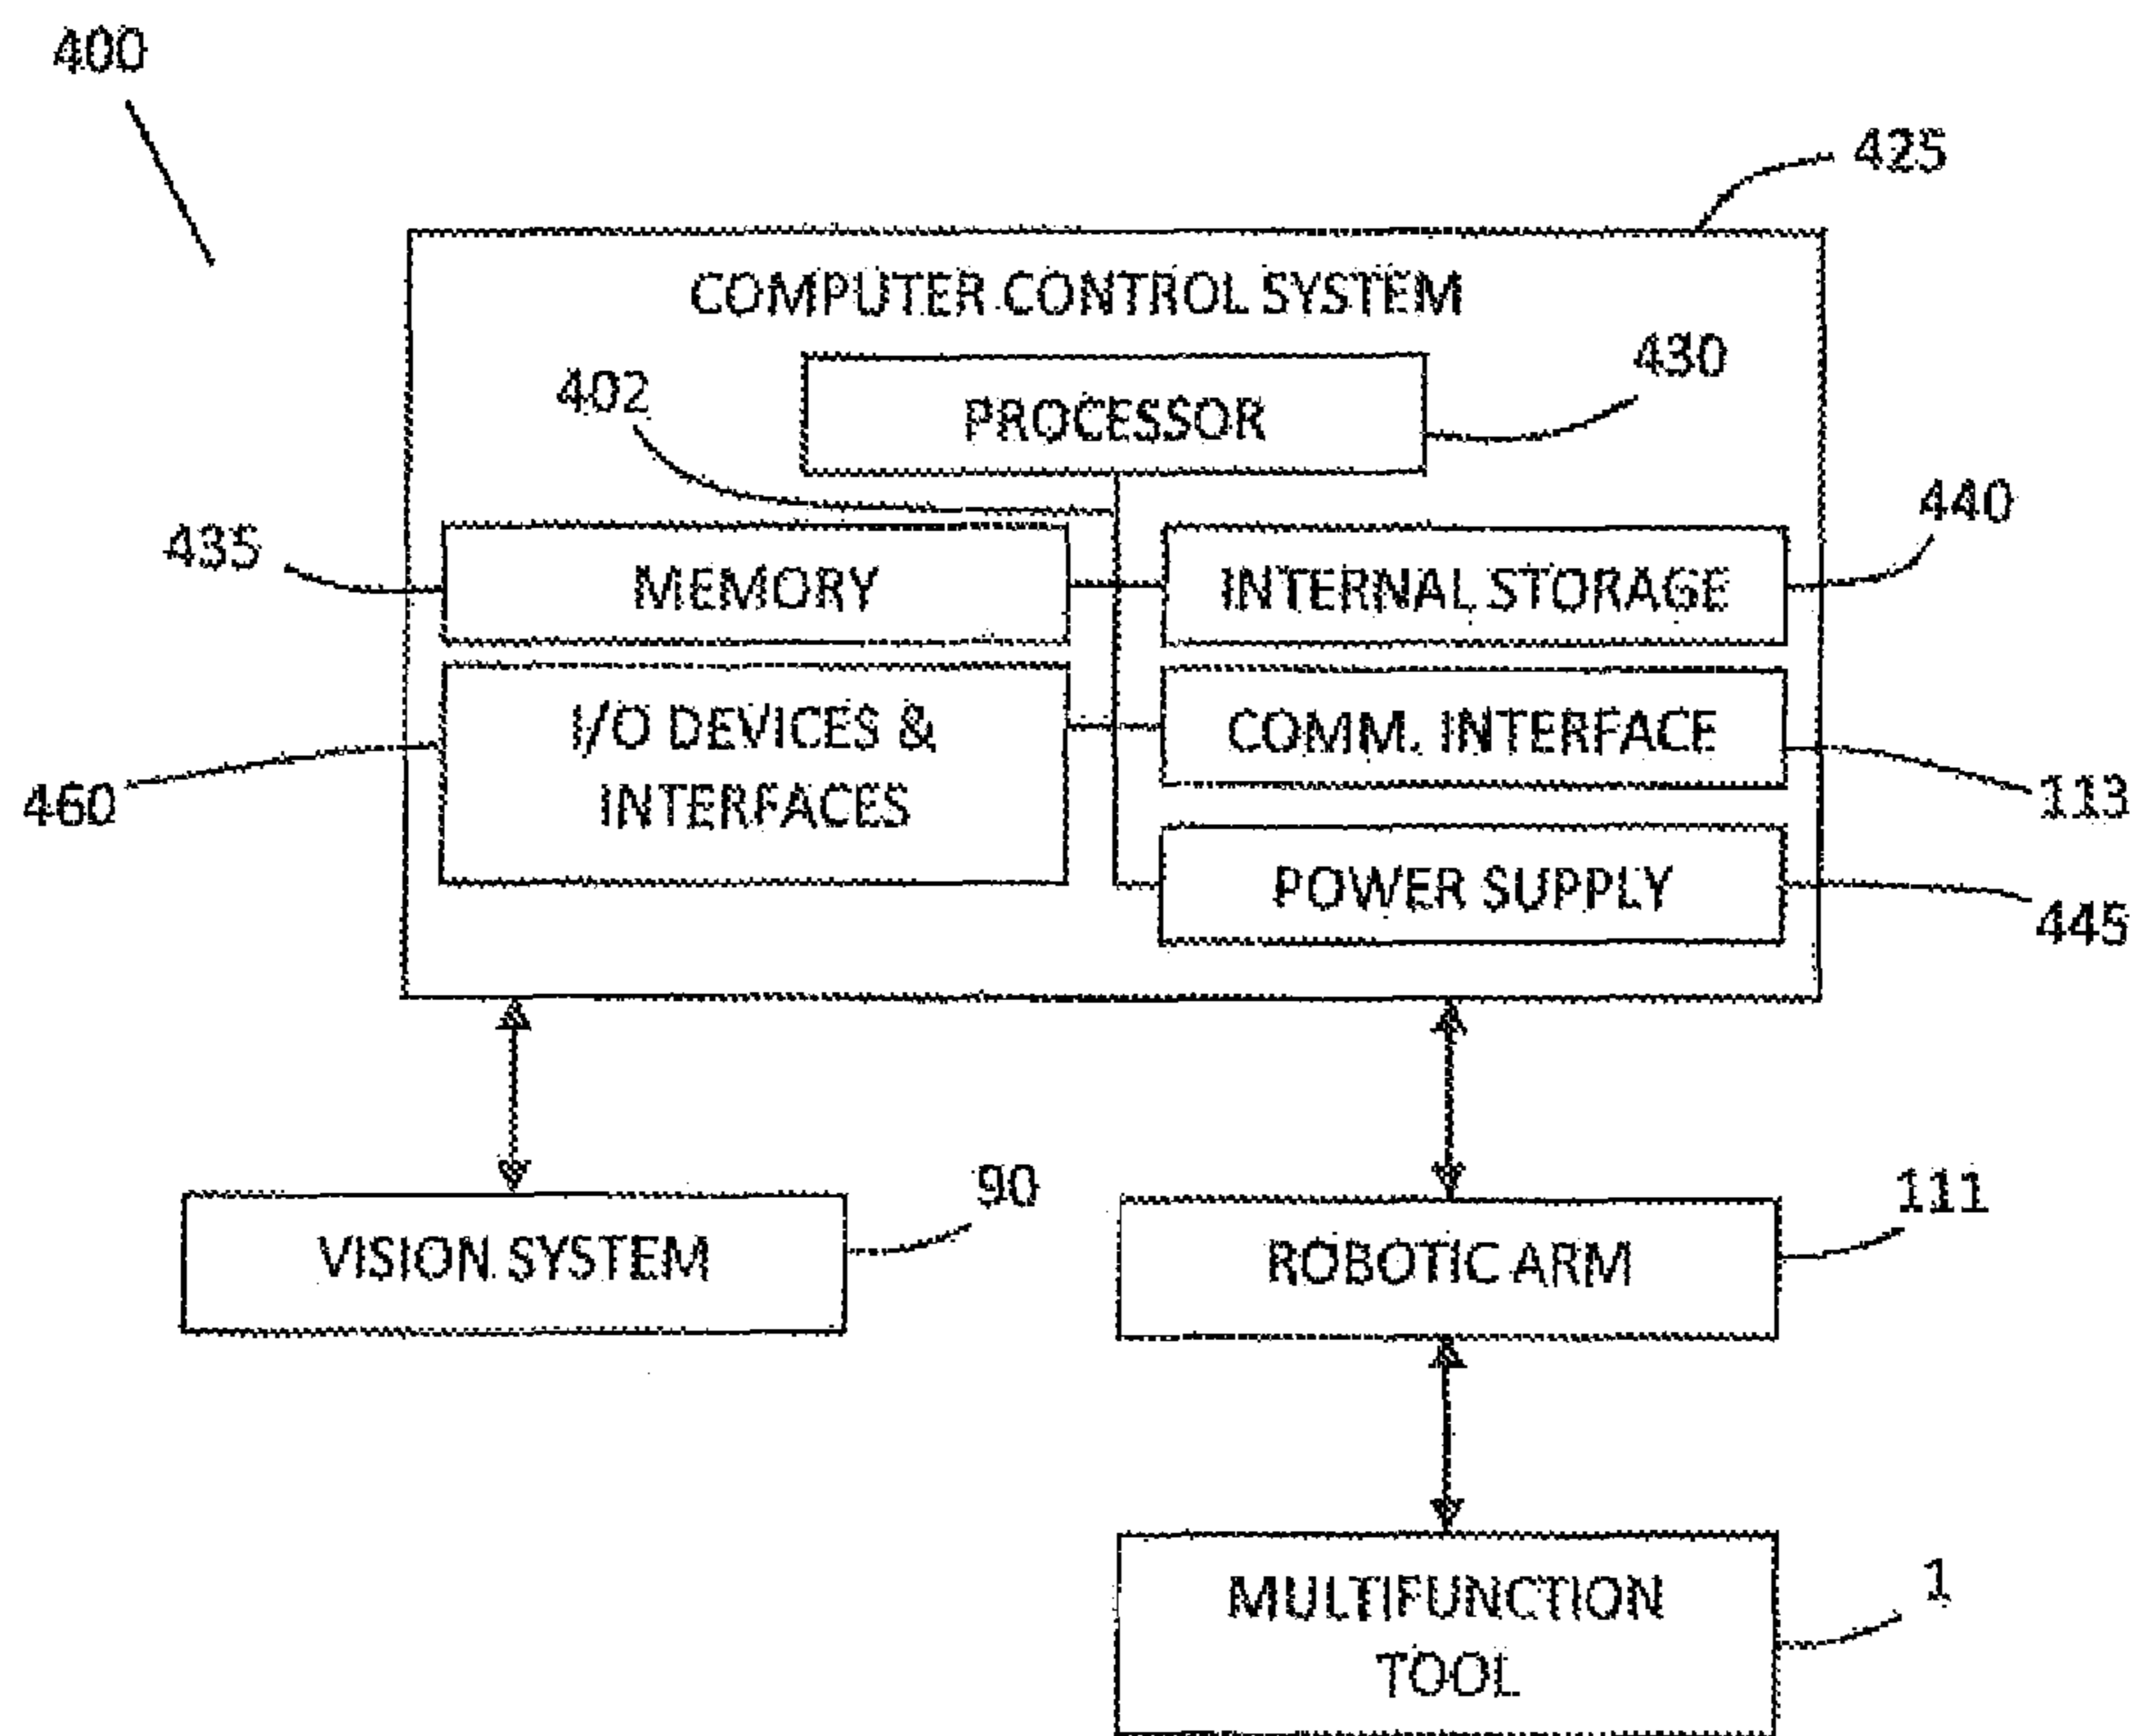 400
425
COMPUTER CONTROL SYSTEM
430
402
PROCESSOR
440
435
MEMORY
INTERNAL STORAGE
I/O DEVICES &
INTERFACES
COMM. INTERFACE
460
113
POWER SUPPLY
445
90
111
VISION SYSTEM
ROBOTIC ARM
1
MULTIFUNCTION
TOOL